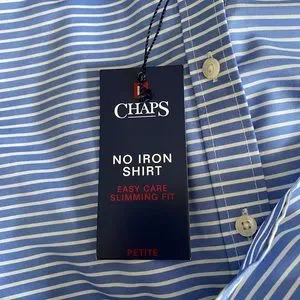 CHAPS
NO IRON
SHIRT
EASY CARE
SLIMMING FIT
PETITE